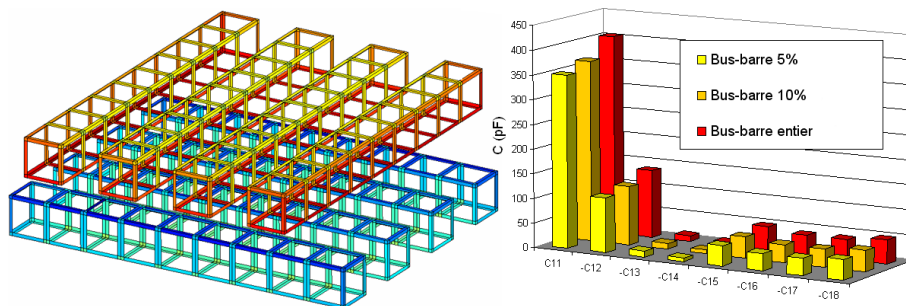 450
400
350
300
250
200
150
100
50
0
C (pF)
Bus-barre 5%
Bus-barre 10%
Bus-barre entier
C11
-C12
-C13
-C14
-C15
-C16
-C17
-C18